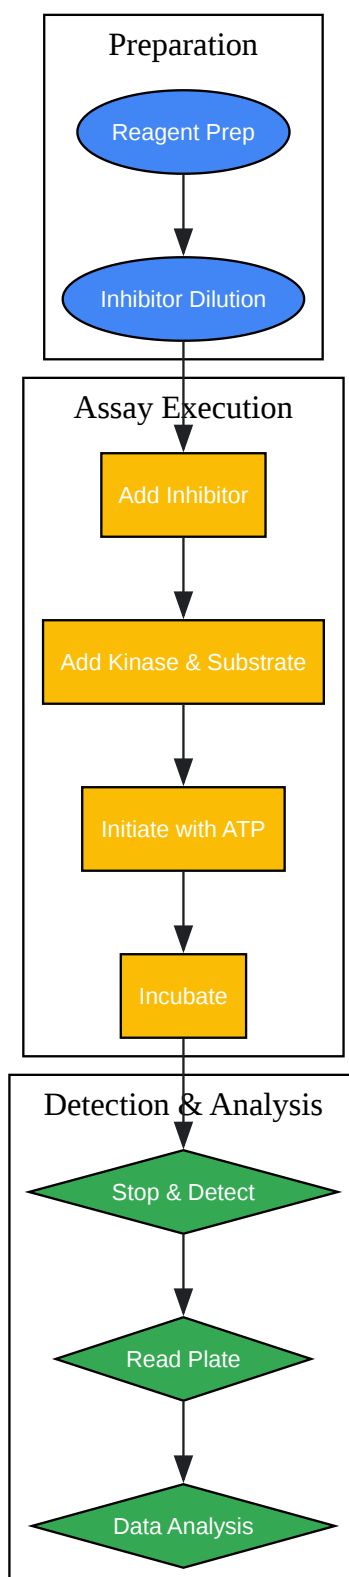 Preparation
Reagent Prep
Inhibitor Dilution
Assay Execution
Add Inhibitor
Add Kinase & Substrate
Initiate with ATP
Incubate
Detection & Analysis
Stop & Detect
Read Plate
Data Analysis